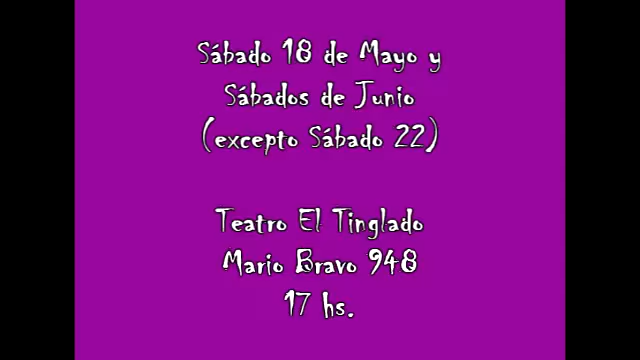 Sábado 18 de Mayo y
Sábados de Junio
(excepto Sábado 22)
Teatro El Tinglado
Mario Bravo 948
17 hs.